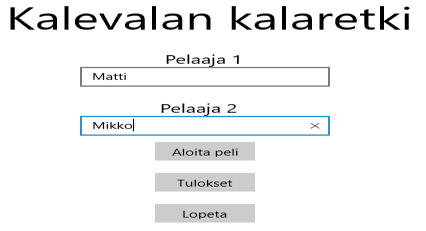 Kalevalan kalaretki
Pelaaja 1
Matti
Pelaaja 2
Mikko
Aloita peli
Tulokset
Lopeta